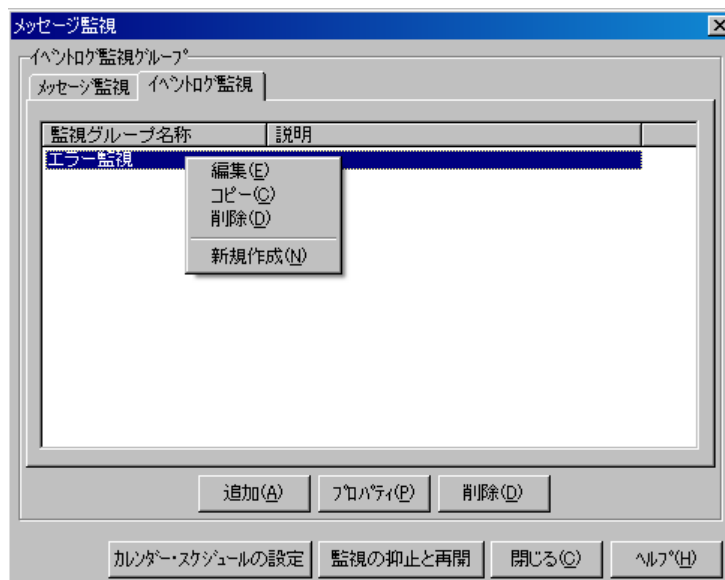 メッセージ監視
イベントログ監視グループ
メッセージ監視 イベントログ監視
監視グループ名称 説明
エラー監視
編集(E)
コピー(C)
削除(D)
新規作成(N)
追加(A) プロパティ(P) 削除(D)
カレンダー・スケジュールの設定 監視の抑止と再開 閉じる(C) ヘルプ(H)